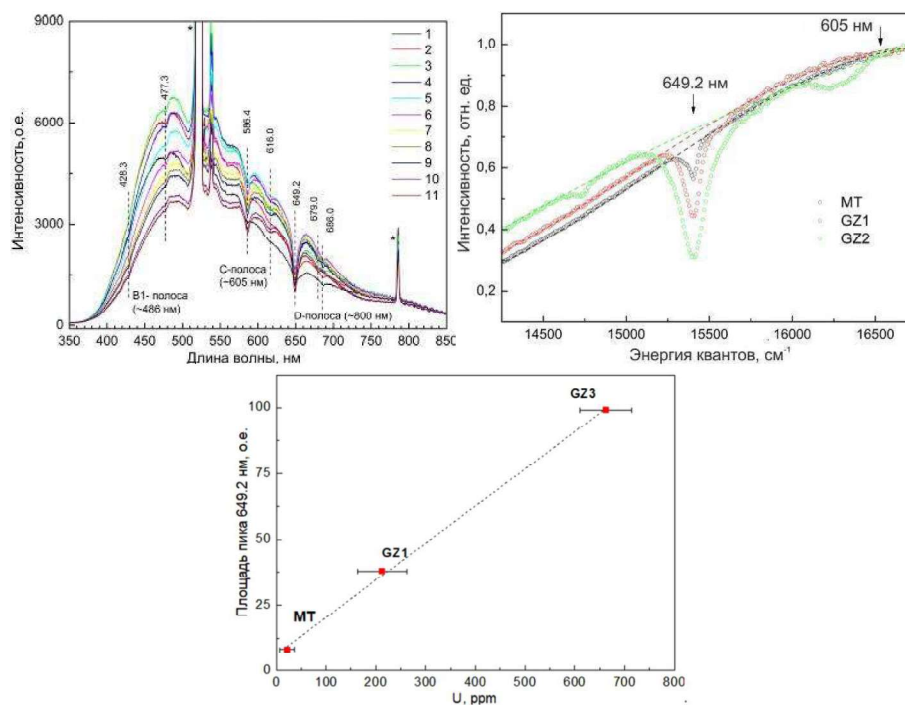 9000
6000
3000
0
Интенсивность,о.е.
*
428.3
477.3
586.4
616.0
649.2
679.0
686.0
*
1
2
3
4
5
6
7
8
9
10
11
B1- полоса
(~486 нм)
C-полоса
(~605 нм)
D-полоса (~800 нм)
350 400 450 500 550 600 650 700 750 800 850
Длина волны, нм
Интенсивность, отн. ед.
1,0
0,8
0,6
0,4
0,2
605 нм
649.2 нм
MT
GZ1
GZ2
14500 15000 15500 16000 16500
Энергия квантов, см-1
Площадь пика 649.2 нм, о.е.
100
75
50
25
0
GZ3
GZ1
MT
0 100 200 300 400 500 600 700 800
U, ppm